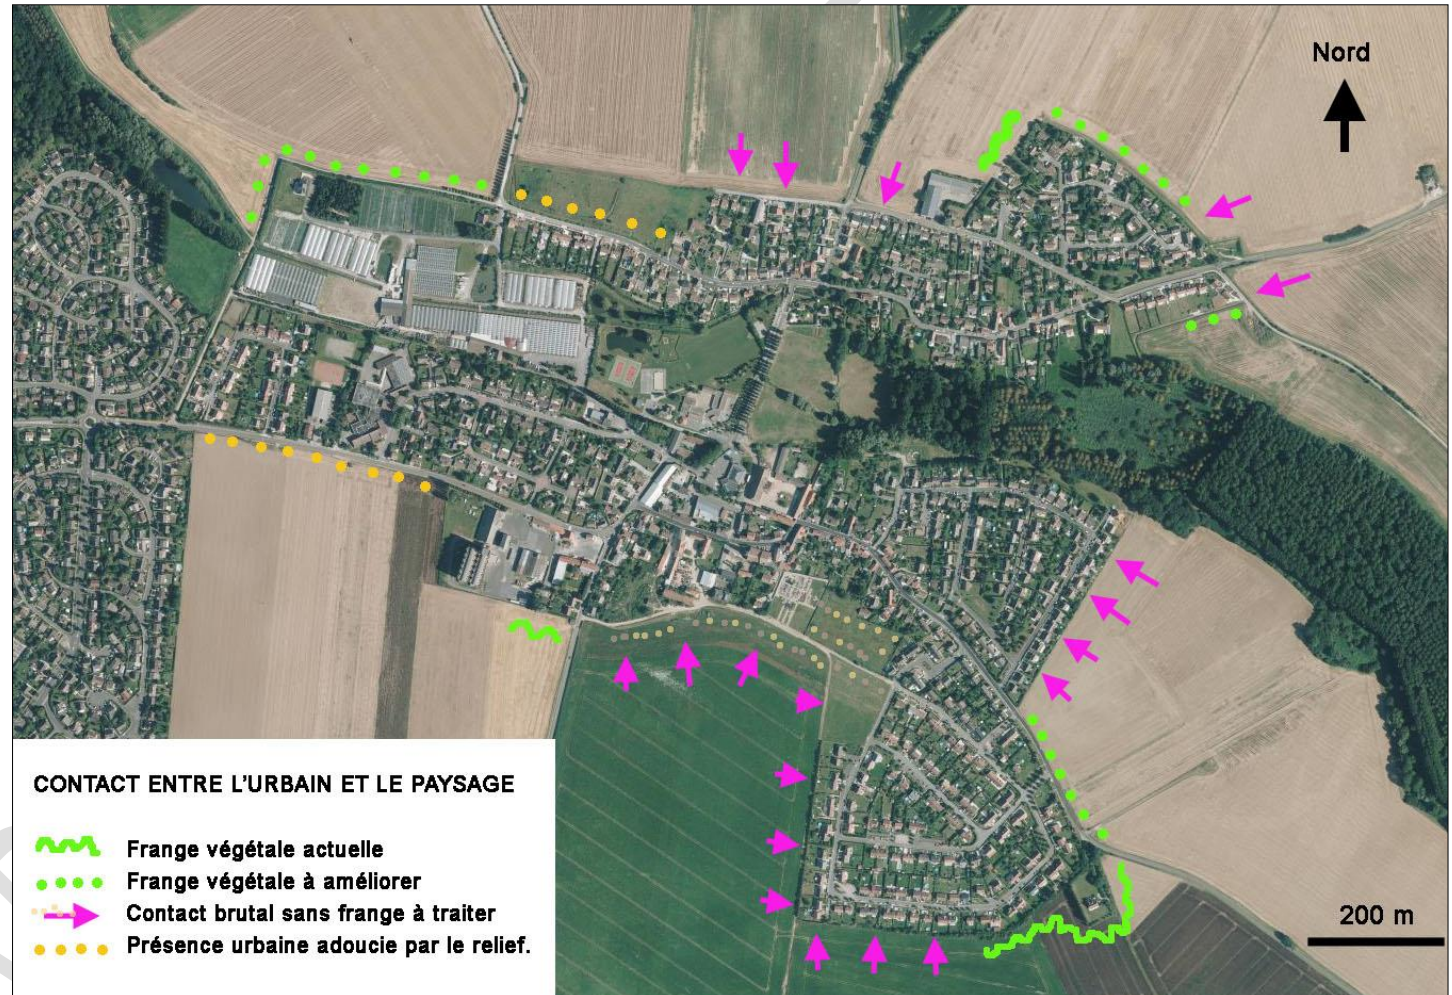 Nord
CONTACT ENTRE L'URBAIN ET LE PAYSAGE
Frange végétale actuelle
Frange végétale à améliorer
Contact brutal sans frange à traiter
Présence urbaine adoucie par le relief.
200 m